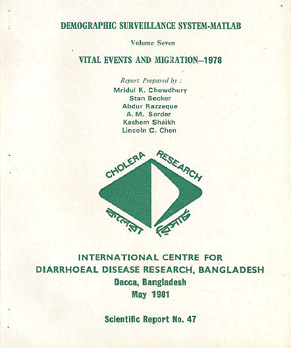 DEMOGRAPHIC SURVEILLANCE SYSTEM-MATLAB
Volume Seven
VITAL EVENTS AND MIGRATION—1978
Report Prepared by :
Mridul K. Chowdhury
Stan Becker
Abdur Razzaque
A. M. Sarder
Kashem Shaikh
Lincoln C. Chen
CHOLERA RESEARCH
কলেরা রিসার্চ
INTERNATIONAL CENTRE FOR
DIARRHOEAL DISEASE RESEARCH, BANGLADESH
Dacca, Bangladesh
May 1981
Scientific Report No. 47